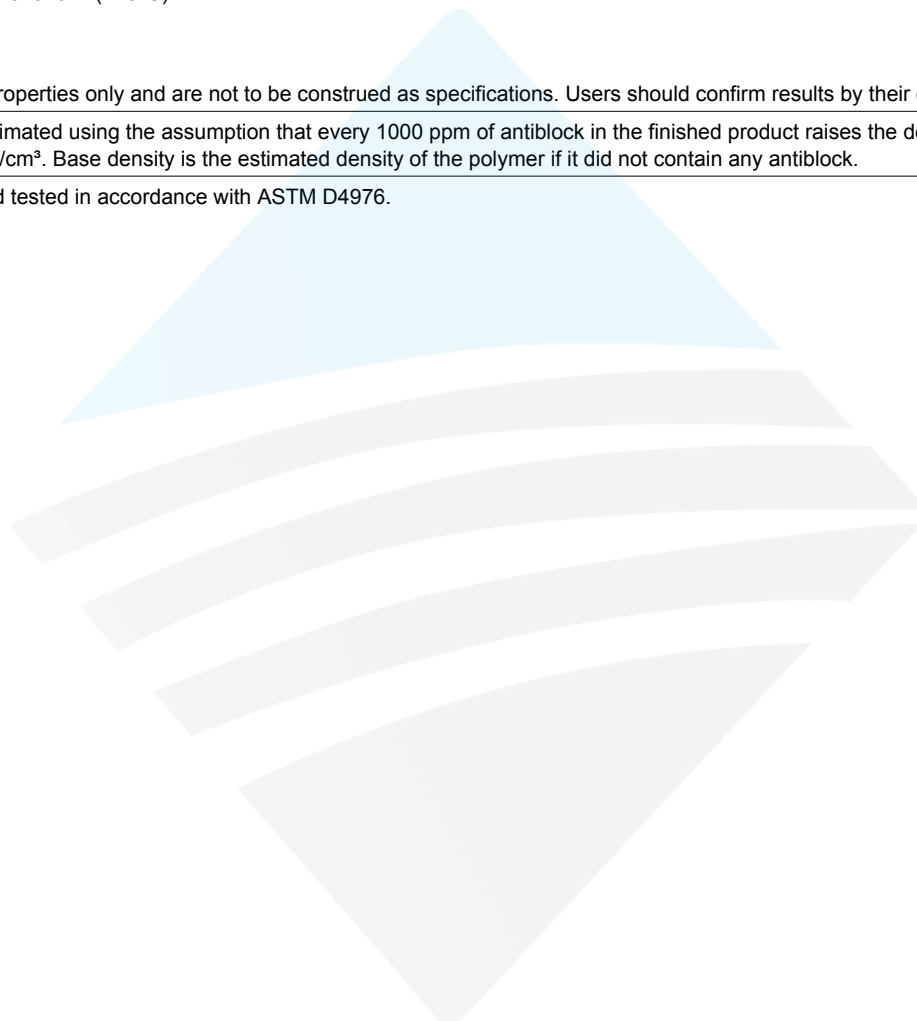 roperties only and are not to be construed as specifications. Users should confirm results by their
imated using the assumption that every 1000 ppm of antiblock in the finished product raises the
/cm³. Base density is the estimated density of the polymer if it did not contain any antiblock.
d tested in accordance with ASTM D4976.